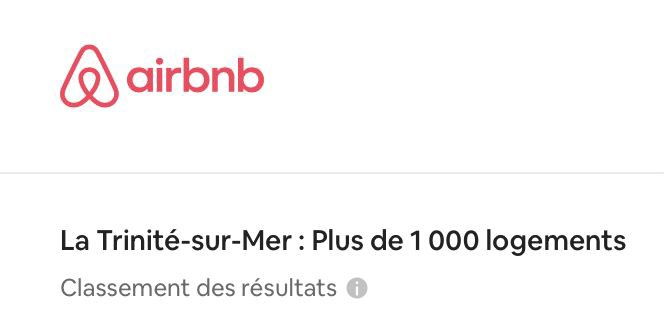 airbnb
La Trinité-sur-Mer : Plus de 1 000 logements
Classement des résultats